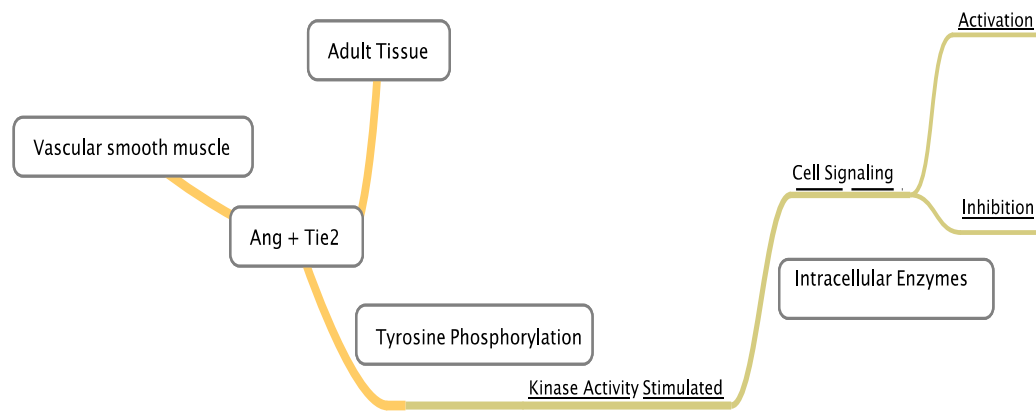 Activation
Adult Tissue
Vascular smooth muscle
Cell Signaling
Inhibition
Ang + Tie2
Intracellular Enzymes
Tyrosine Phosphorylation
Kinase Activity Stimulated